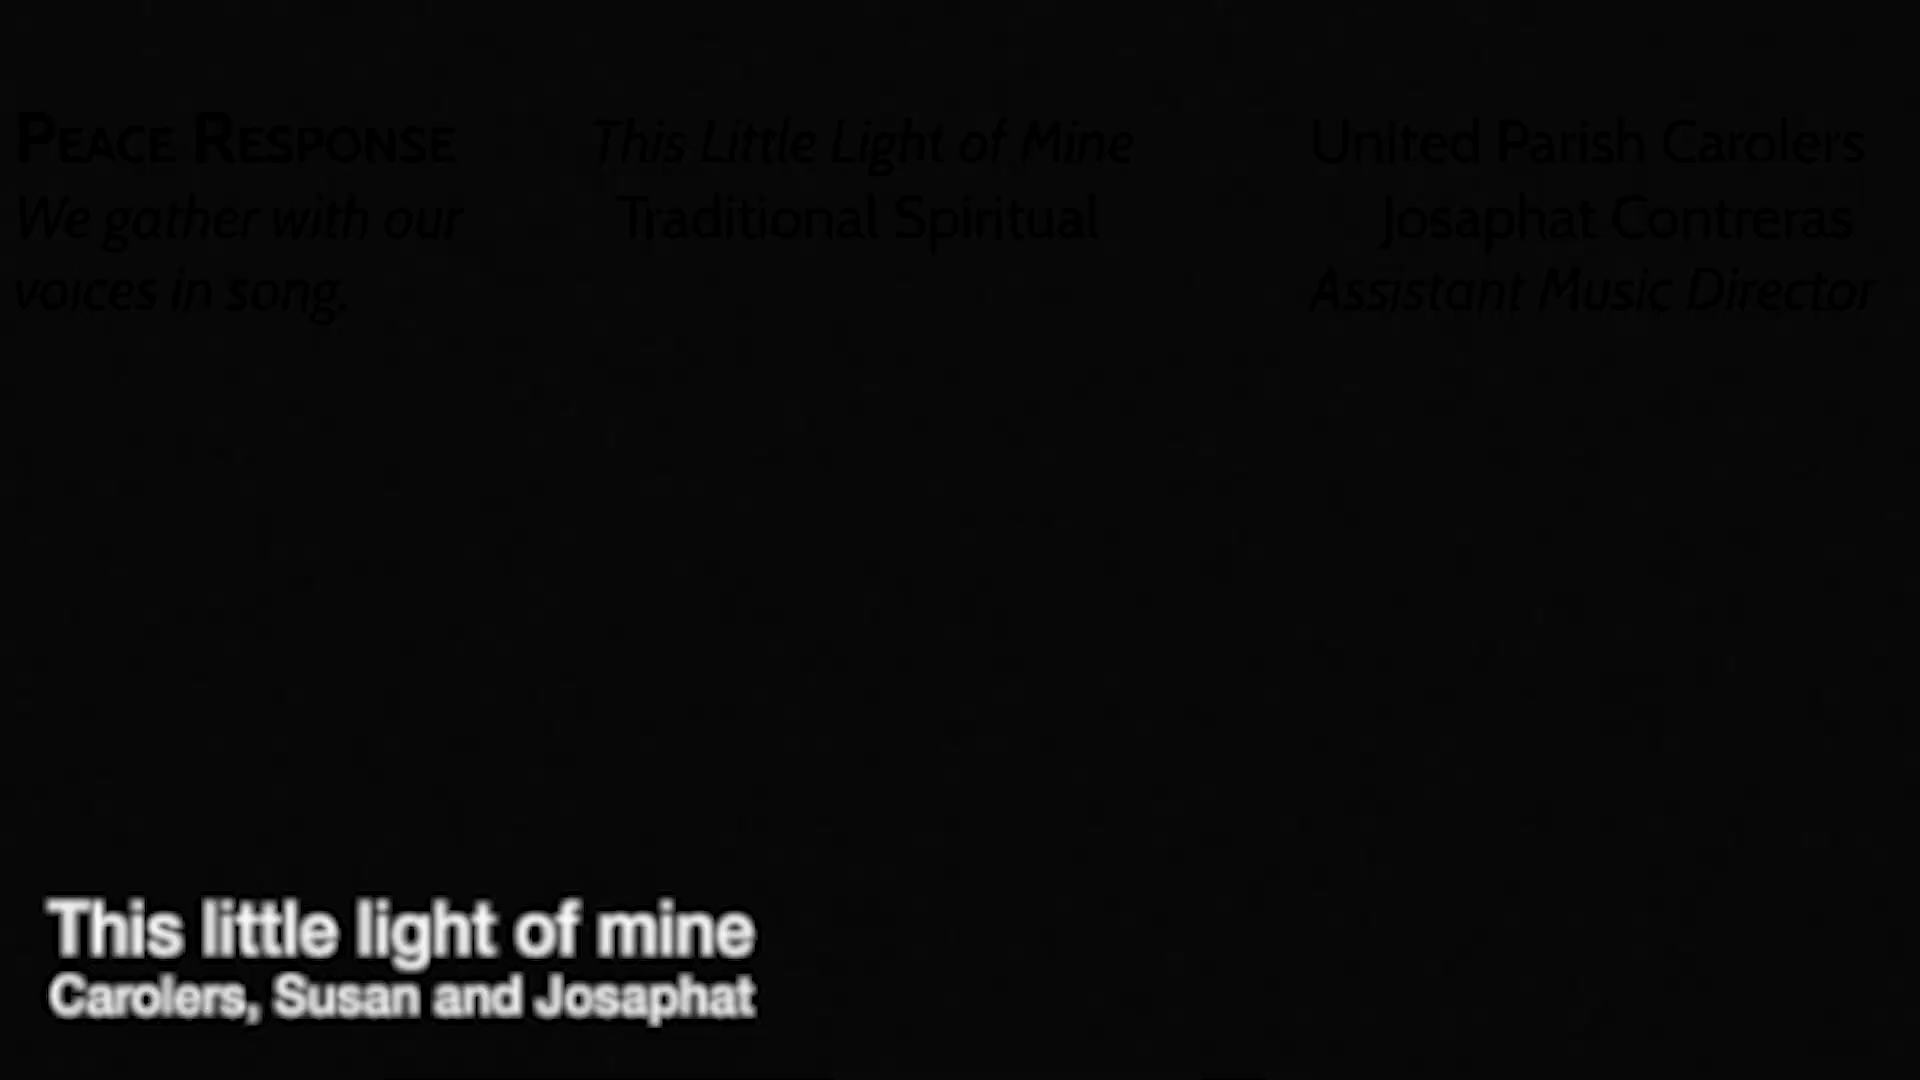 PEACE RESPONSE
We gather with our
voices in song.
This Little Light of Mine
Traditional Spiritual
United Parish Carolers
Josaphat Contreras
Assistant Music Director
This little light of mine
Carolers, Susan and Josaphat